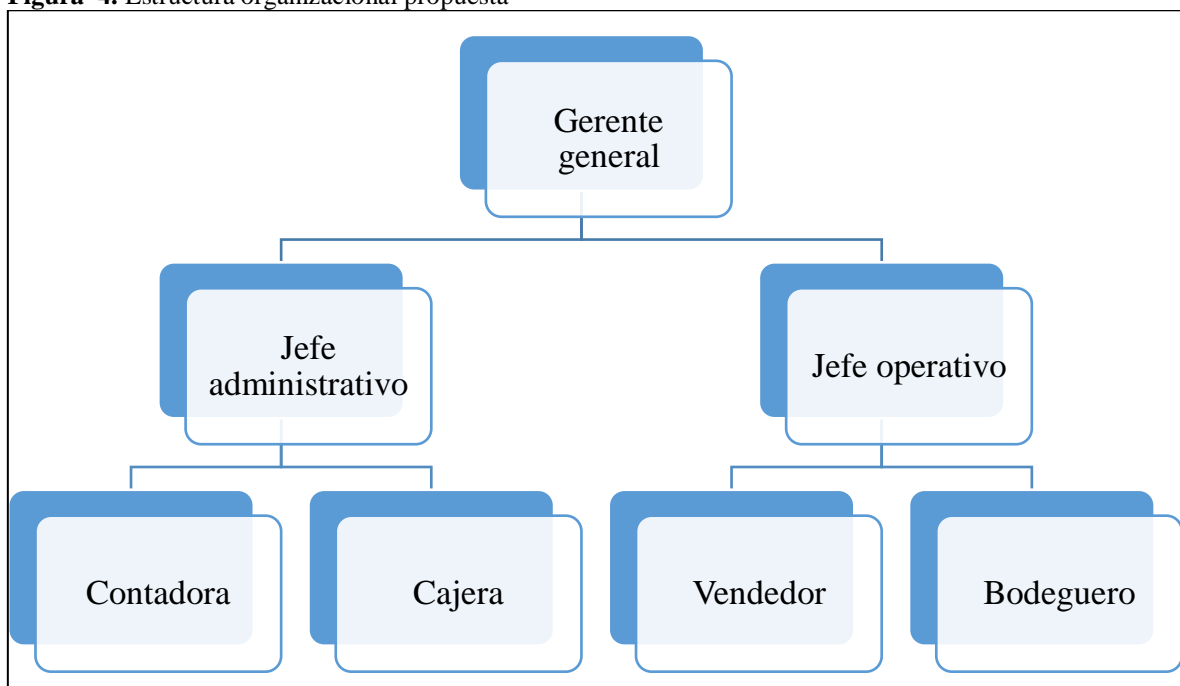 Figura 4. Estructura organizacional propuesta
Gerente
general
Jefe
administrativo
Jefe operativo
Contadora
Cajera
Vendedor
Bodeguero